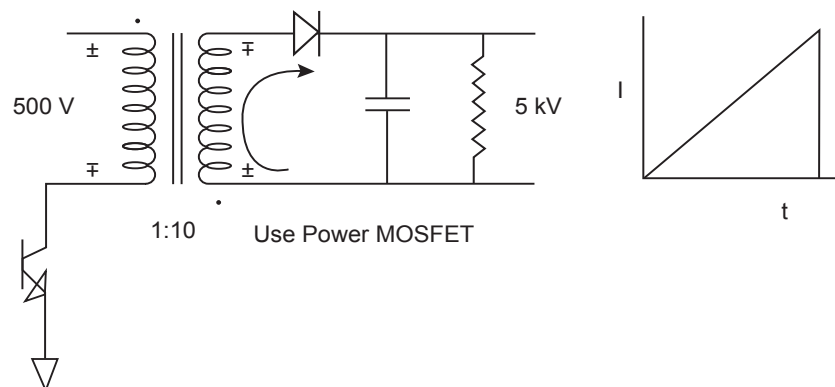 ±
∓
500 V
5 kV
∓
±
1:10
Use Power MOSFET
I
t